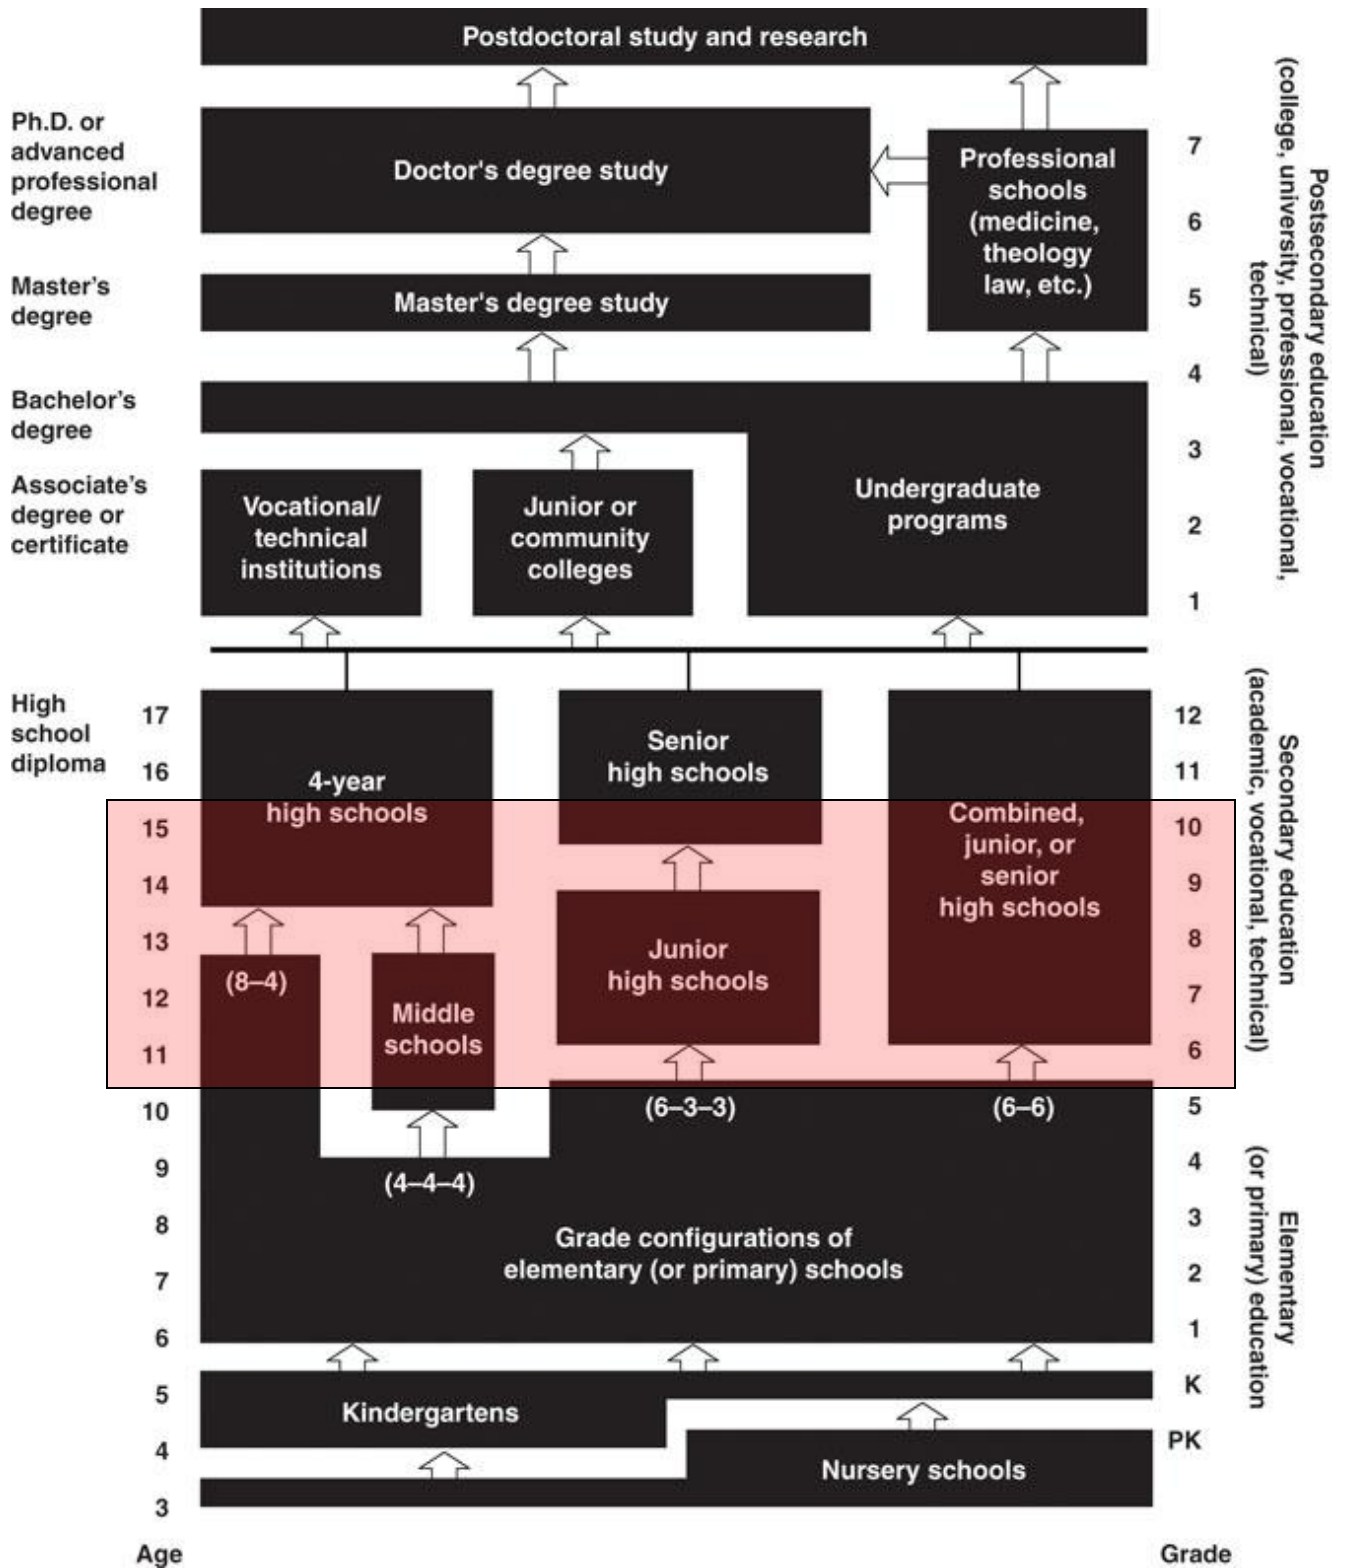 Postdoctoral study and research
Ph.D. or
advanced
professional
degree
Doctor's degree study
Professional
schools
(medicine,
theology
law, etc.)
7
6
5
Master's
degree
Master's degree study
4
Bachelor's
degree
3
Associate's
degree or
certificate
Vocational/
technical
institutions
Junior or
community
colleges
Undergraduate
programs
2
1
Postsecondary education
(college, university, professional, vocational,
technical)
High
school
diploma
17
16
15
14
13
12
11
10
9
8
7
6
5
4
3
Age
4-year
high schools
Senior
high schools
Combined,
junior, or
senior
high schools
(8–4)
Middle
schools
Junior
high schools
(4–4–4)
(6–3–3)
(6–6)
Grade configurations of
elementary (or primary) schools
Kindergartens
Nursery schools
12
11
10
9
8
7
6
5
4
3
2
1
K
PK
Grade
Secondary education
(academic, vocational, technical)
Elementary
(or primary) education